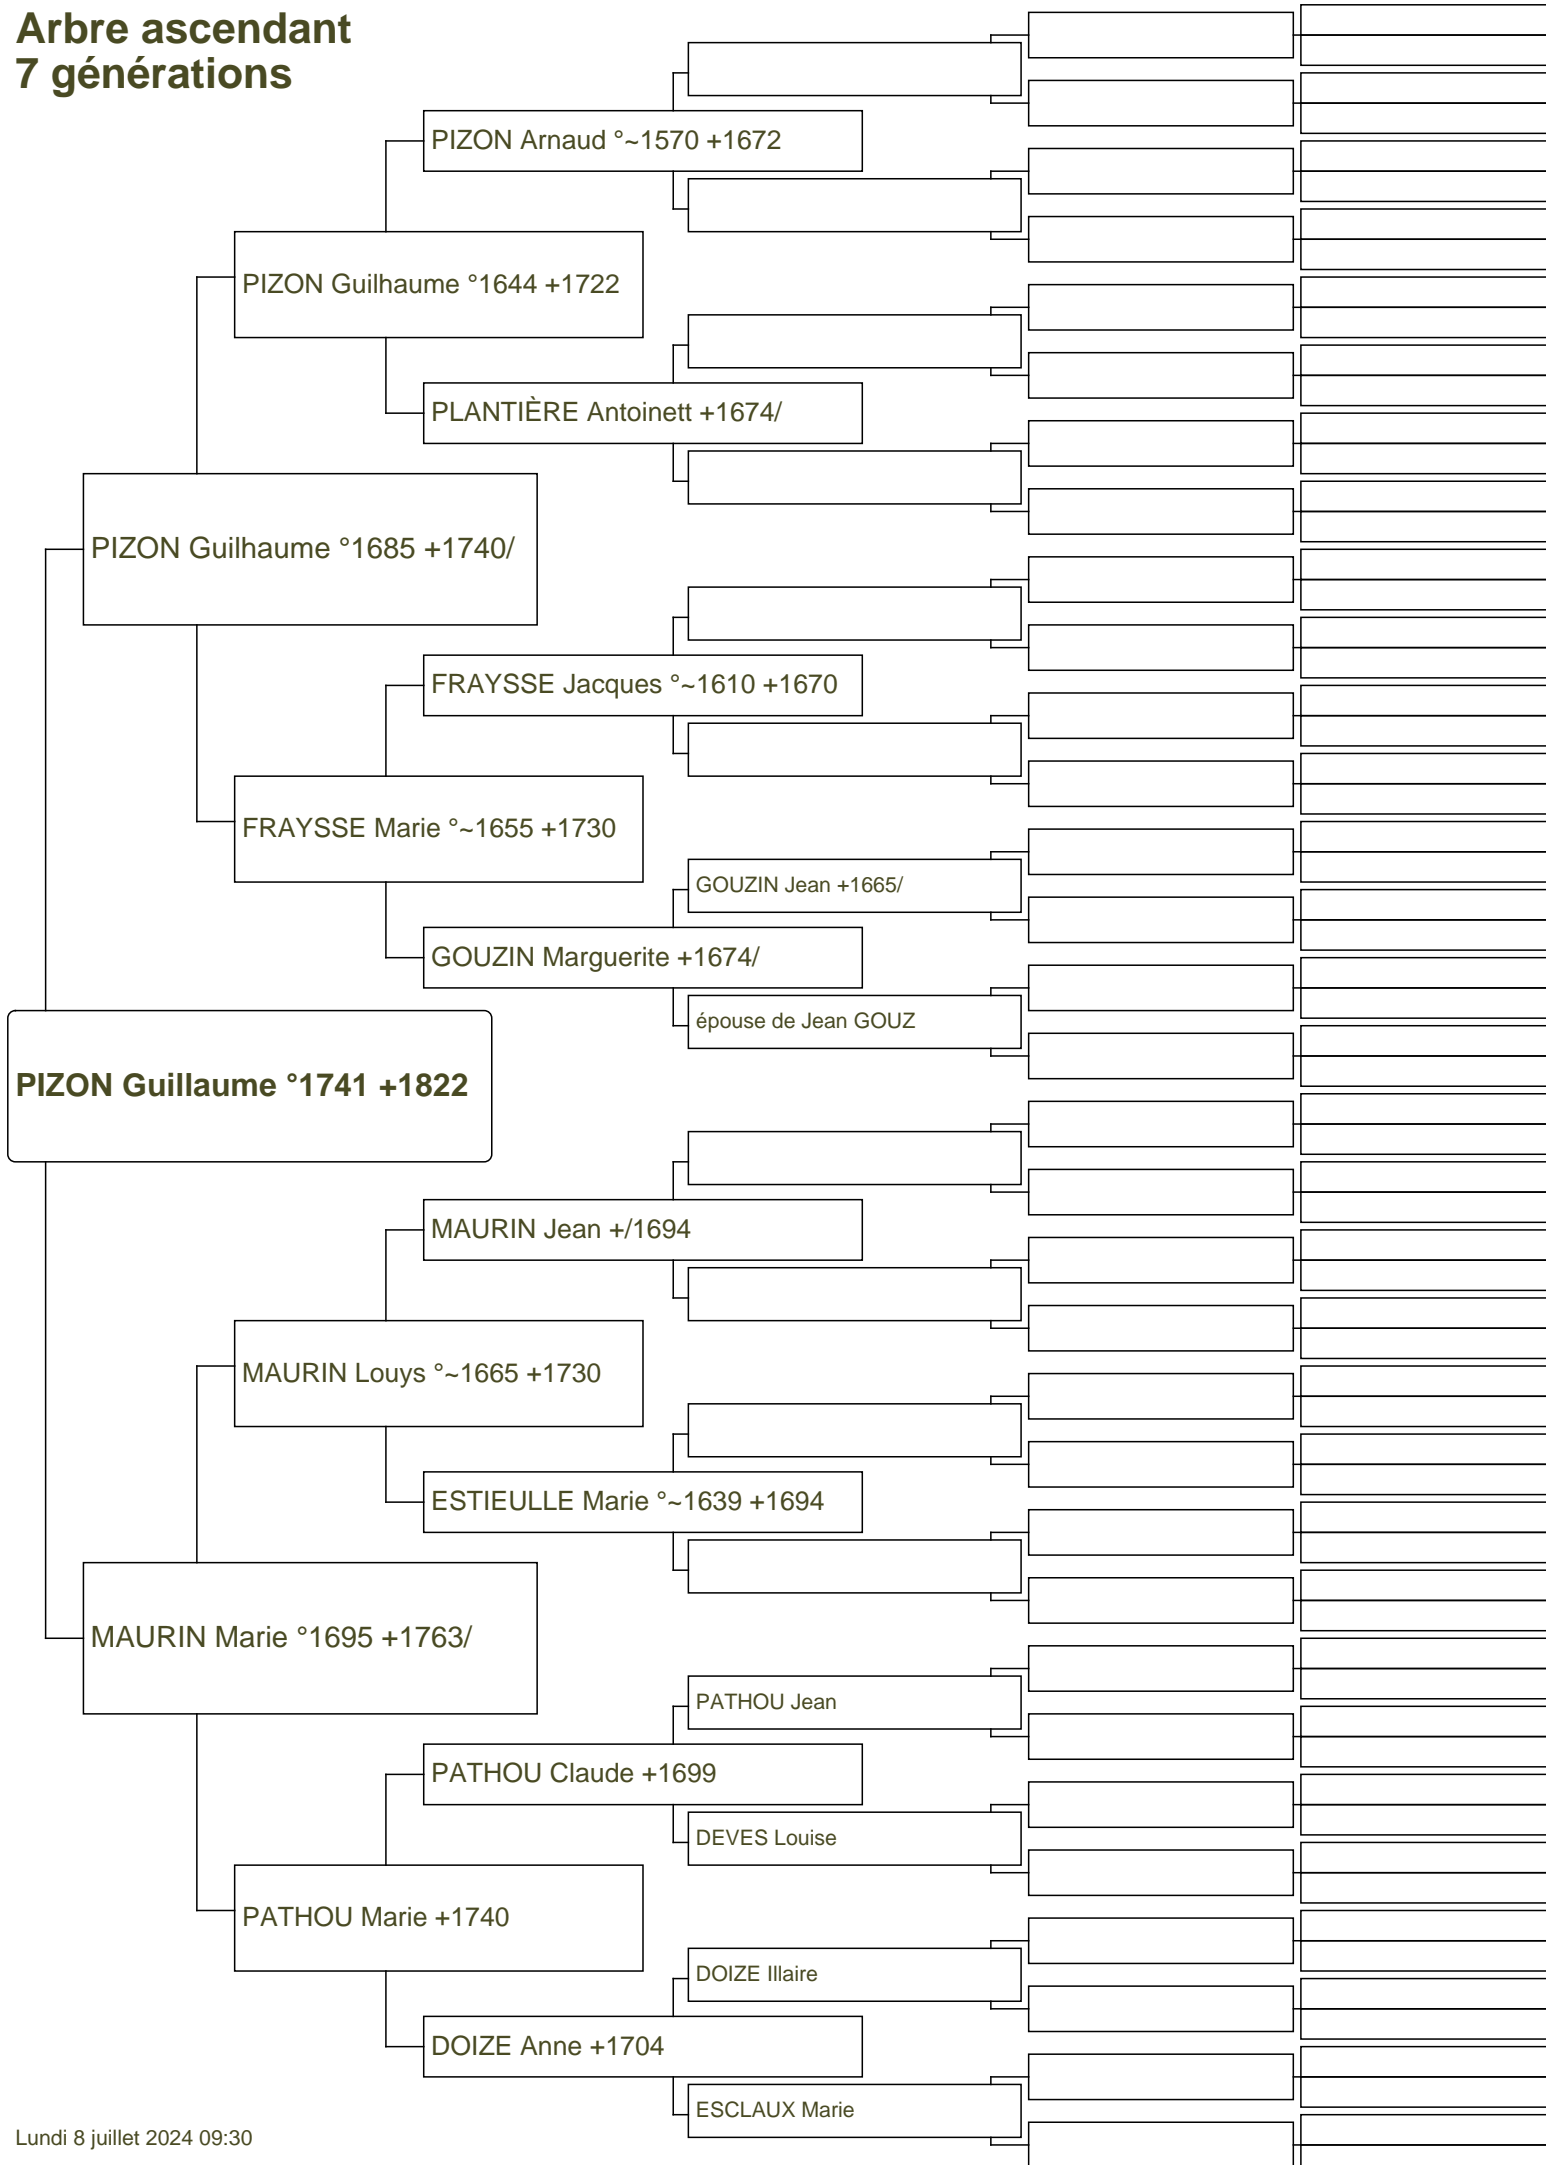 Arbre ascendant
7 générations
PIZON Arnaud °~1570 +1672
PIZON Guilhaume °1644 +1722
PLANTIÈRE Antoinett +1674/
PIZON Guilhaume °1685 +1740/
FRAYSSE Jacques °~1610 +1670
FRAYSSE Marie °~1655 +1730
GOUZIN Jean +1665/
GOUZIN Marguerite +1674/
épouse de Jean GOUZ
PIZON Guillaume °1741 +1822
MAURIN Jean +/1694
MAURIN Louys °~1665 +1730
ESTIEULLE Marie °~1639 +1694
MAURIN Marie °1695 +1763/
PATHOU Jean
PATHOU Claude +1699
DEVES Louise
PATHOU Marie +1740
DOIZE Illaire
DOIZE Anne +1704
ESCLAUX Marie
Lundi 8 juillet 2024 09:30